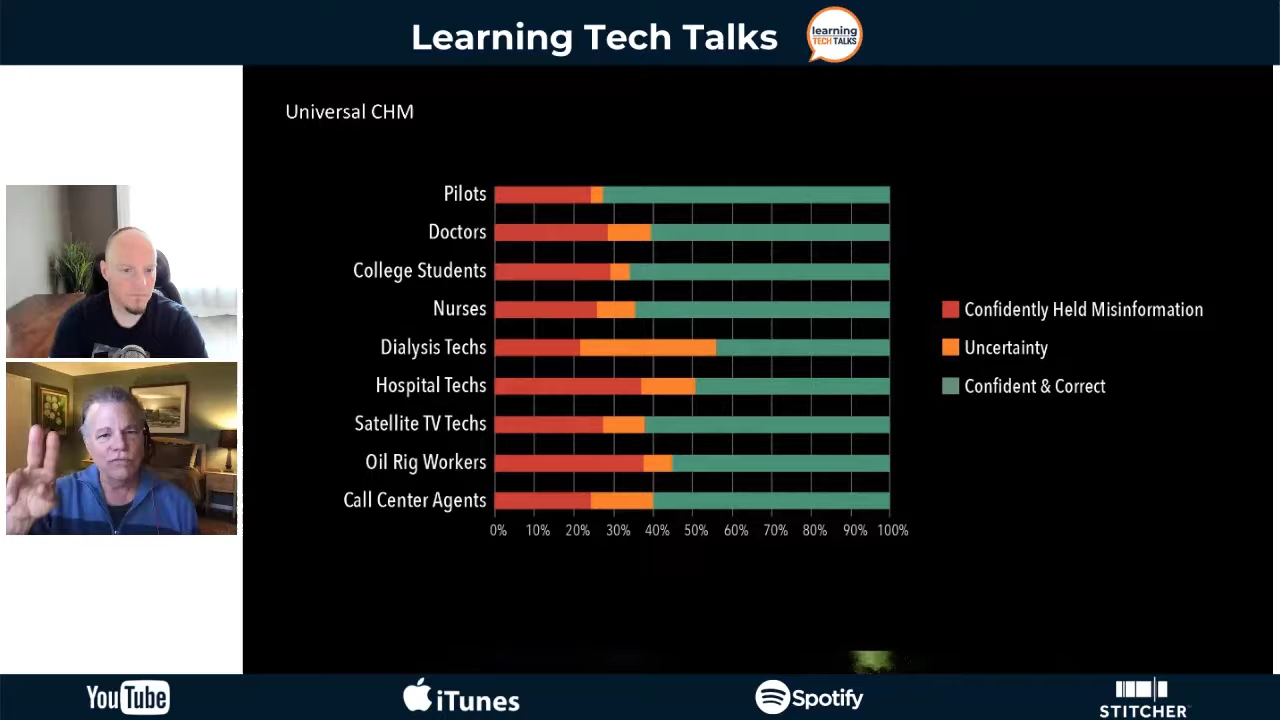 Learning Tech Talks
learning
TECH TALKS
Universal CHM
Pilots
Doctors
College Students
Nurses
Dialysis Techs
Hospital Techs
Satellite TV Techs
Oil Rig Workers
Call Center Agents
0% 10% 20% 30% 40% 50% 60% 70% 80% 90% 100%
Confidently Held Misinformation
Uncertainty
Confident & Correct
YouTube
iTunes
Spotify
STITCHER